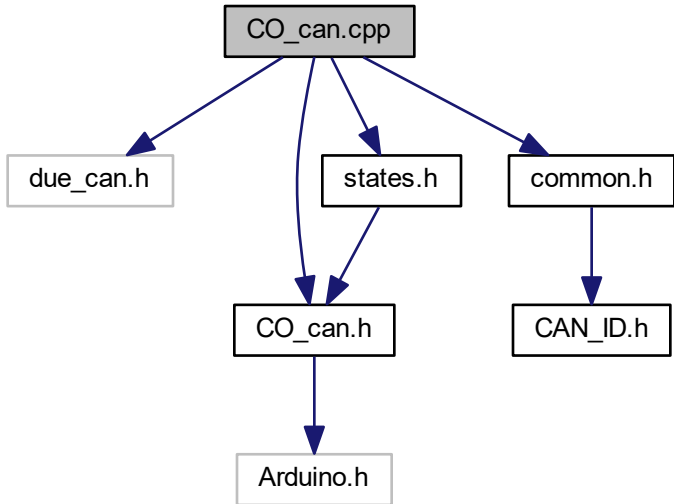 CO_can.cpp
due_can.h
states.h
common.h
CO_can.h
CAN_ID.h
Arduino.h